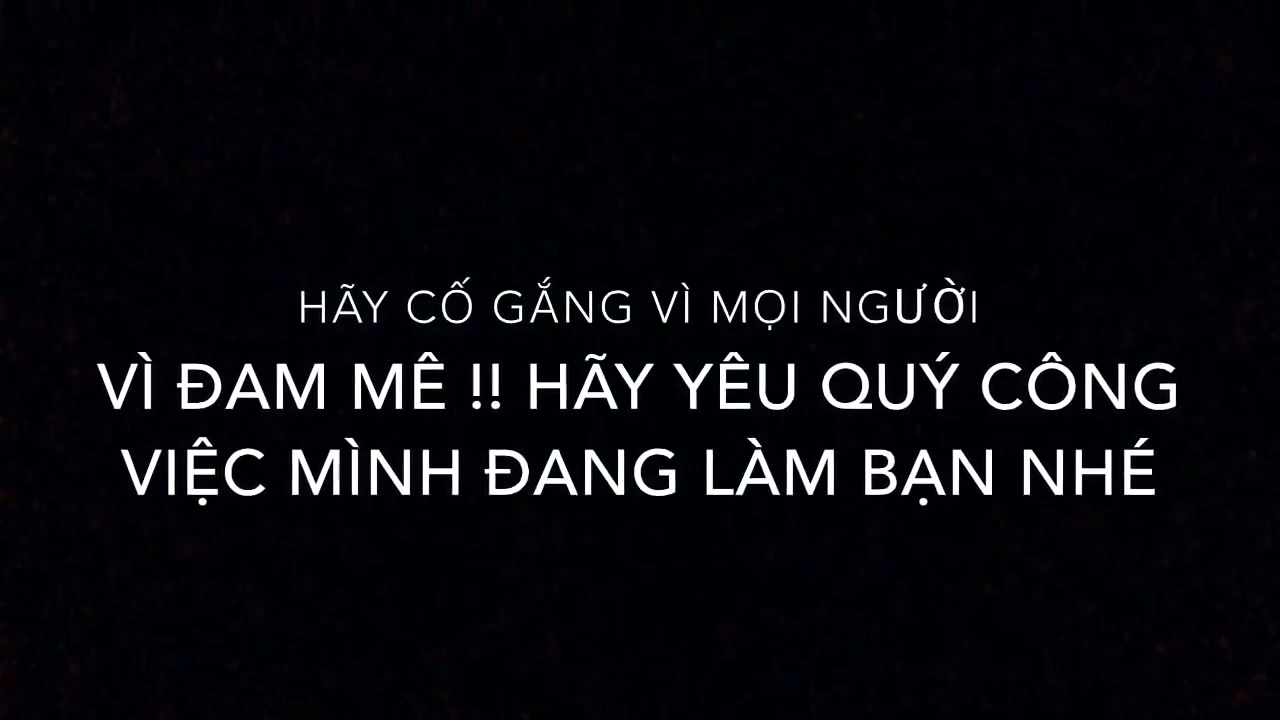 HÃY CỐ GẮNG VÌ MỌI NGƯỜI
VÌ ĐAM MÊ !! HÃY YÊU QUÝ CÔNG
VIỆC MÌNH ĐANG LÀM BẠN NHÉ